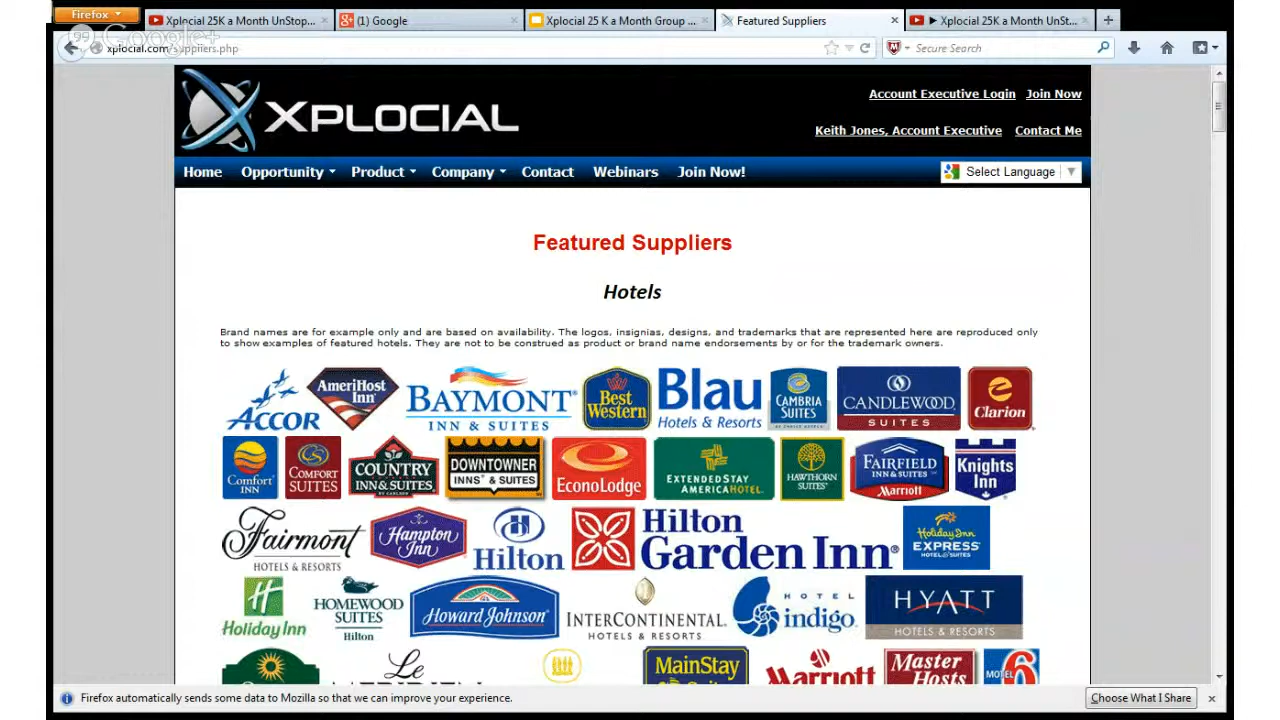 Firefox
Xplocial 25K a Month UnStop...
(1) Google
Xplocial 25 K a Month Group ...
Featured Suppliers
▶ Xplocial 25K a Month UnSt...
Google+
xplocial.com/suppliers.php
Secure Search
XPLOCIAL
Account Executive Login Join Now
Keith Jones, Account Executive Contact Me
Home Opportunity Product Company Contact Webinars Join Now!
Select Language
Featured Suppliers
Hotels
Brand names are for example only and are based on availability. The logos, insignias, designs, and trademarks that are represented here are reproduced only
to show examples of featured hotels. They are not to be construed as product or brand name endorsements by or for the trademark owners.
ACCOR
AmeriHost Inn
BAYMONT INN & SUITES
Best Western
Blau Hotels & Resorts
CAMBRIA SUITES
CANDLEWOOD SUITES
Clarion
Comfort INN
COMFORT SUITES
COUNTRY INN & SUITES
DOWNTOWNER INNS & SUITES
ECONOLODGE
EXTENDED STAY AMERICA HOTEL
HAWTHORN SUITES
FAIRFIELD INN & SUITES Marriott
Knights Inn
Fairmont HOTELS & RESORTS
Hampton Inn
Hilton
Hilton Garden Inn®
Holiday Inn EXPRESS HOTEL & SUITES
Holiday Inn
HOMEWOOD SUITES Hilton
Howard Johnson
INTERCONTINENTAL HOTELS & RESORTS
HOTEL indigo
HYATT HOTELS & RESORTS
Le
MainStay
Marriott
Master Hosts
MOTEL 6
Firefox automatically sends some data to Mozilla so that we can improve your experience.
Choose What I Share